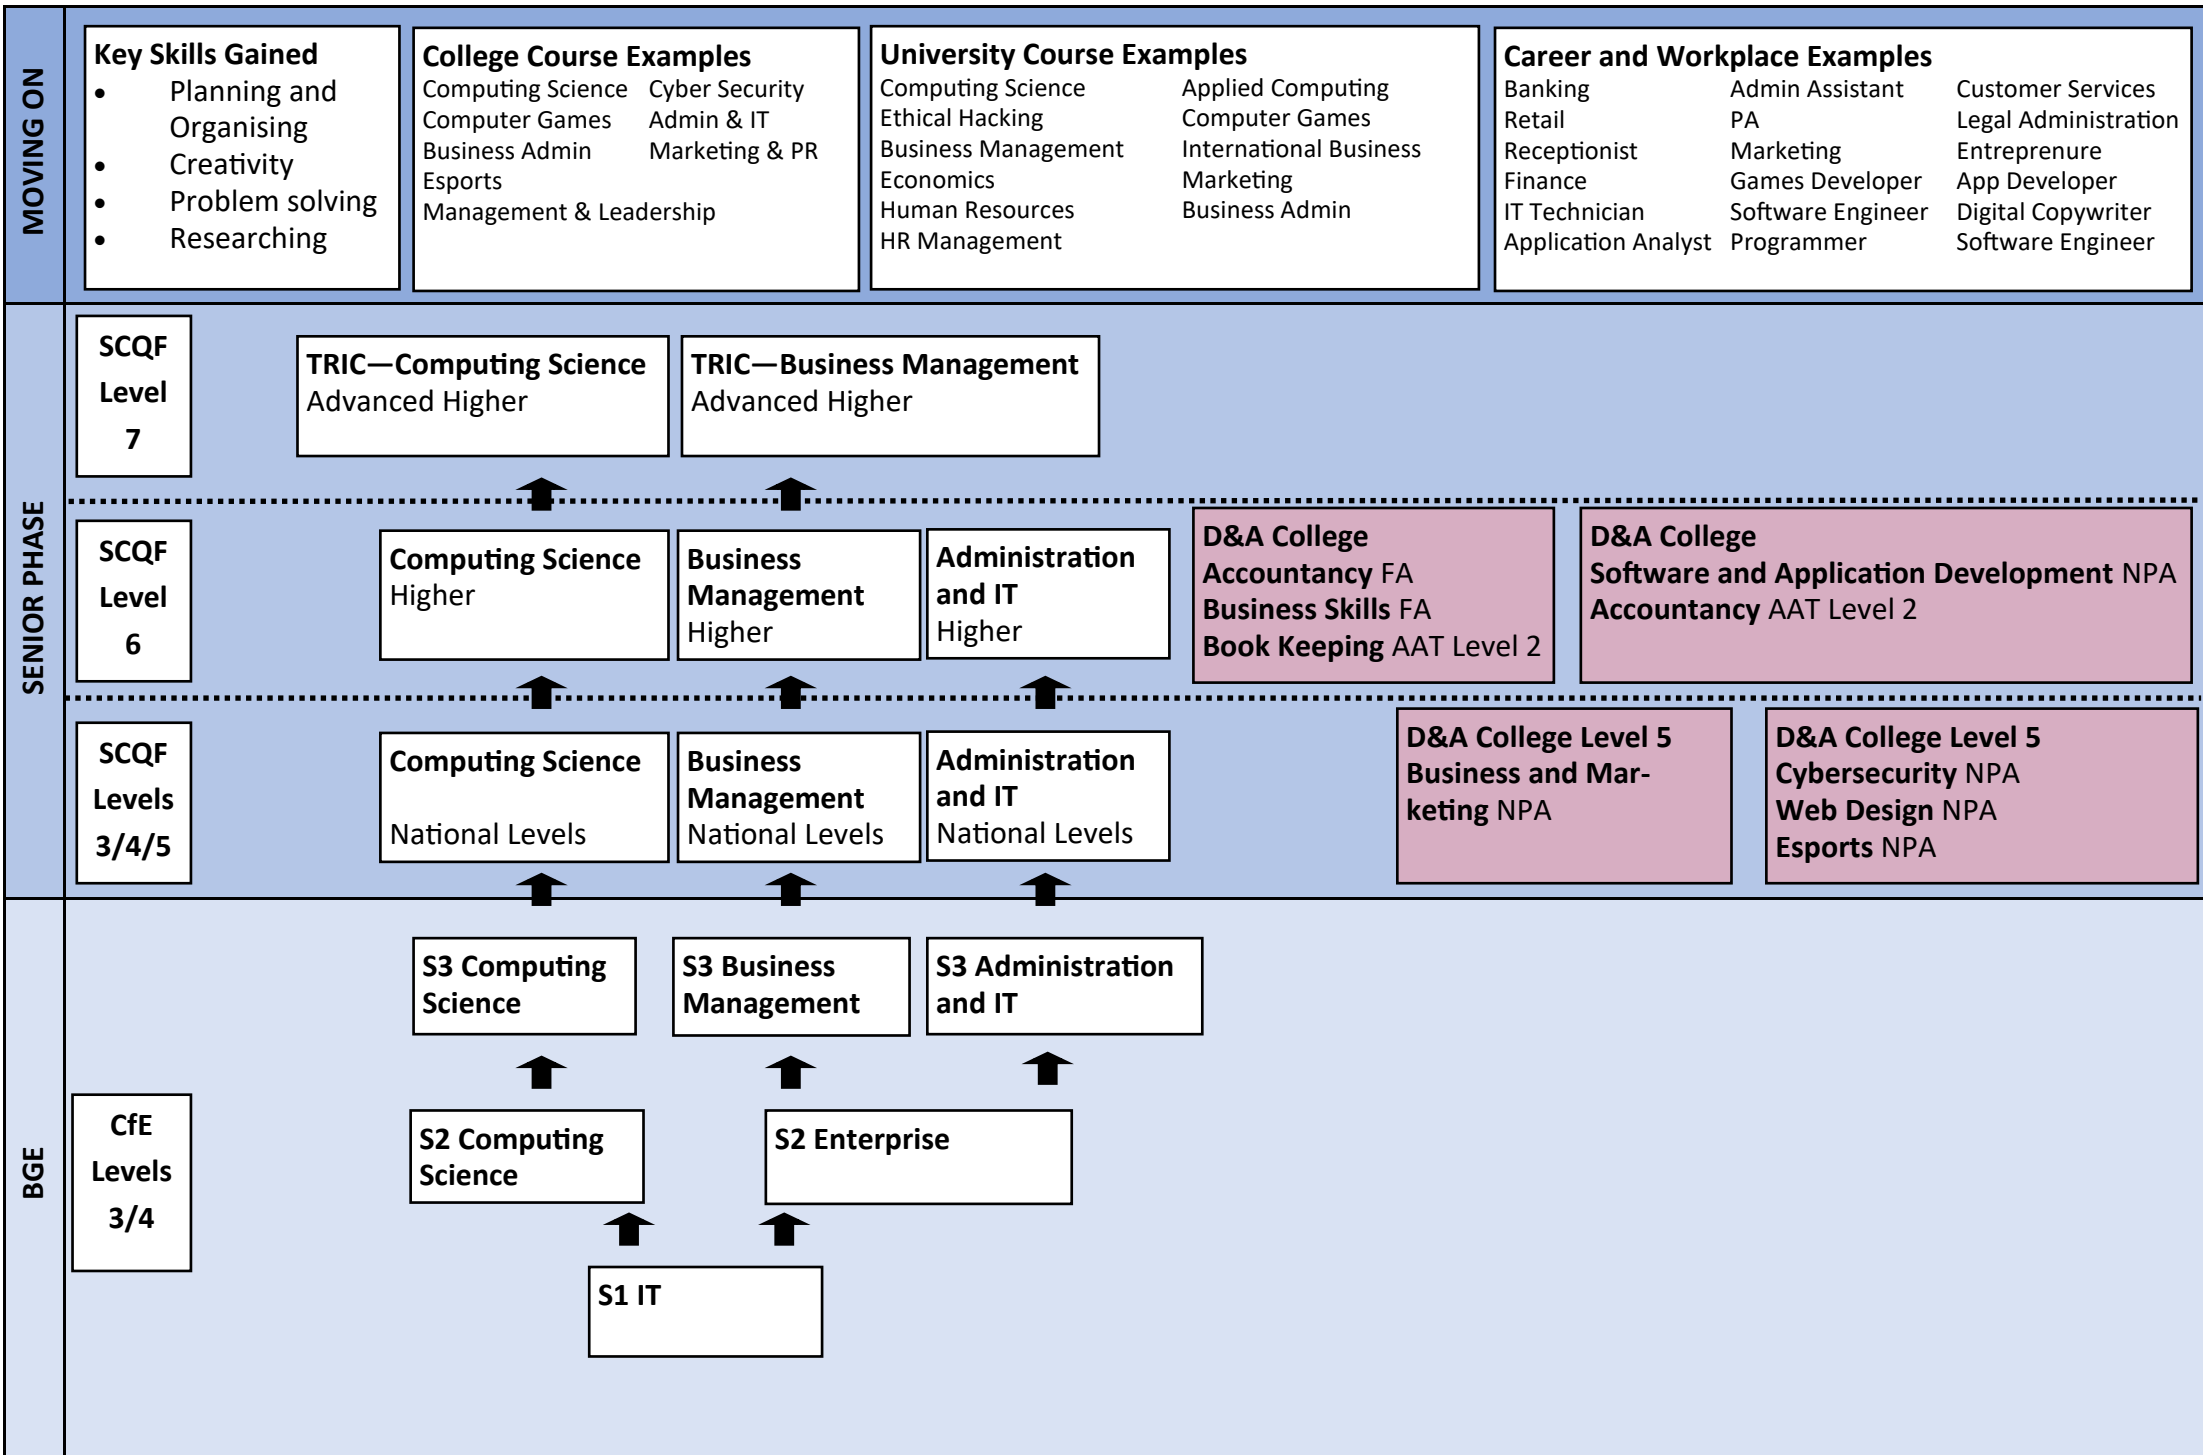 MOVING ON
Key Skills Gained
• Planning and
Organising
• Creativity
• Problem solving
• Researching
College Course Examples
Computing Science Cyber Security
Computer Games Admin & IT
Business Admin Marketing & PR
Esports
Management & Leadership
University Course Examples
Computing Science Applied Computing
Ethical Hacking Computer Games
Business Management International Business
Economics Marketing
Human Resources Business Admin
HR Management
Career and Workplace Examples
Banking Admin Assistant Customer Services
Retail PA Legal Administration
Receptionist Marketing Entreprenure
Finance Games Developer App Developer
IT Technician Software Engineer Digital Copywriter
Application Analyst Programmer Software Engineer
SENIOR PHASE
SCQF
Level
7
TRIC—Computing Science
Advanced Higher
TRIC—Business Management
Advanced Higher
SCQF
Level
6
Computing Science
Higher
Business
Management
Higher
Administration
and IT
Higher
D&A College
Accountancy FA
Business Skills FA
Book Keeping AAT Level 2
D&A College
Software and Application Development NPA
Accountancy AAT Level 2
SCQF
Levels
3/4/5
Computing Science
National Levels
Business
Management
National Levels
Administration
and IT
National Levels
D&A College Level 5
Business and Mar-
keting NPA
D&A College Level 5
Cybersecurity NPA
Web Design NPA
Esports NPA
BGE
S3 Computing
Science
S3 Business
Management
S3 Administration
and IT
CfE
Levels
3/4
S2 Computing
Science
S2 Enterprise
S1 IT